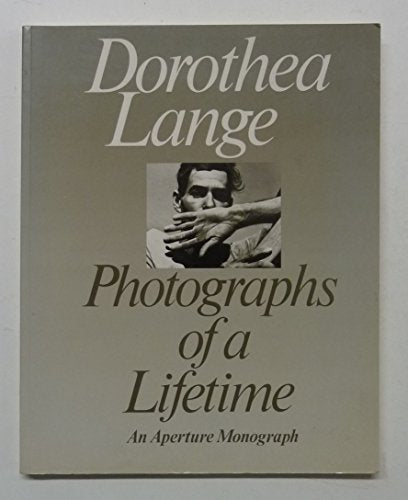 Dorothea
Lange
Photographs
of a
Lifetime
An Aperture Monograph